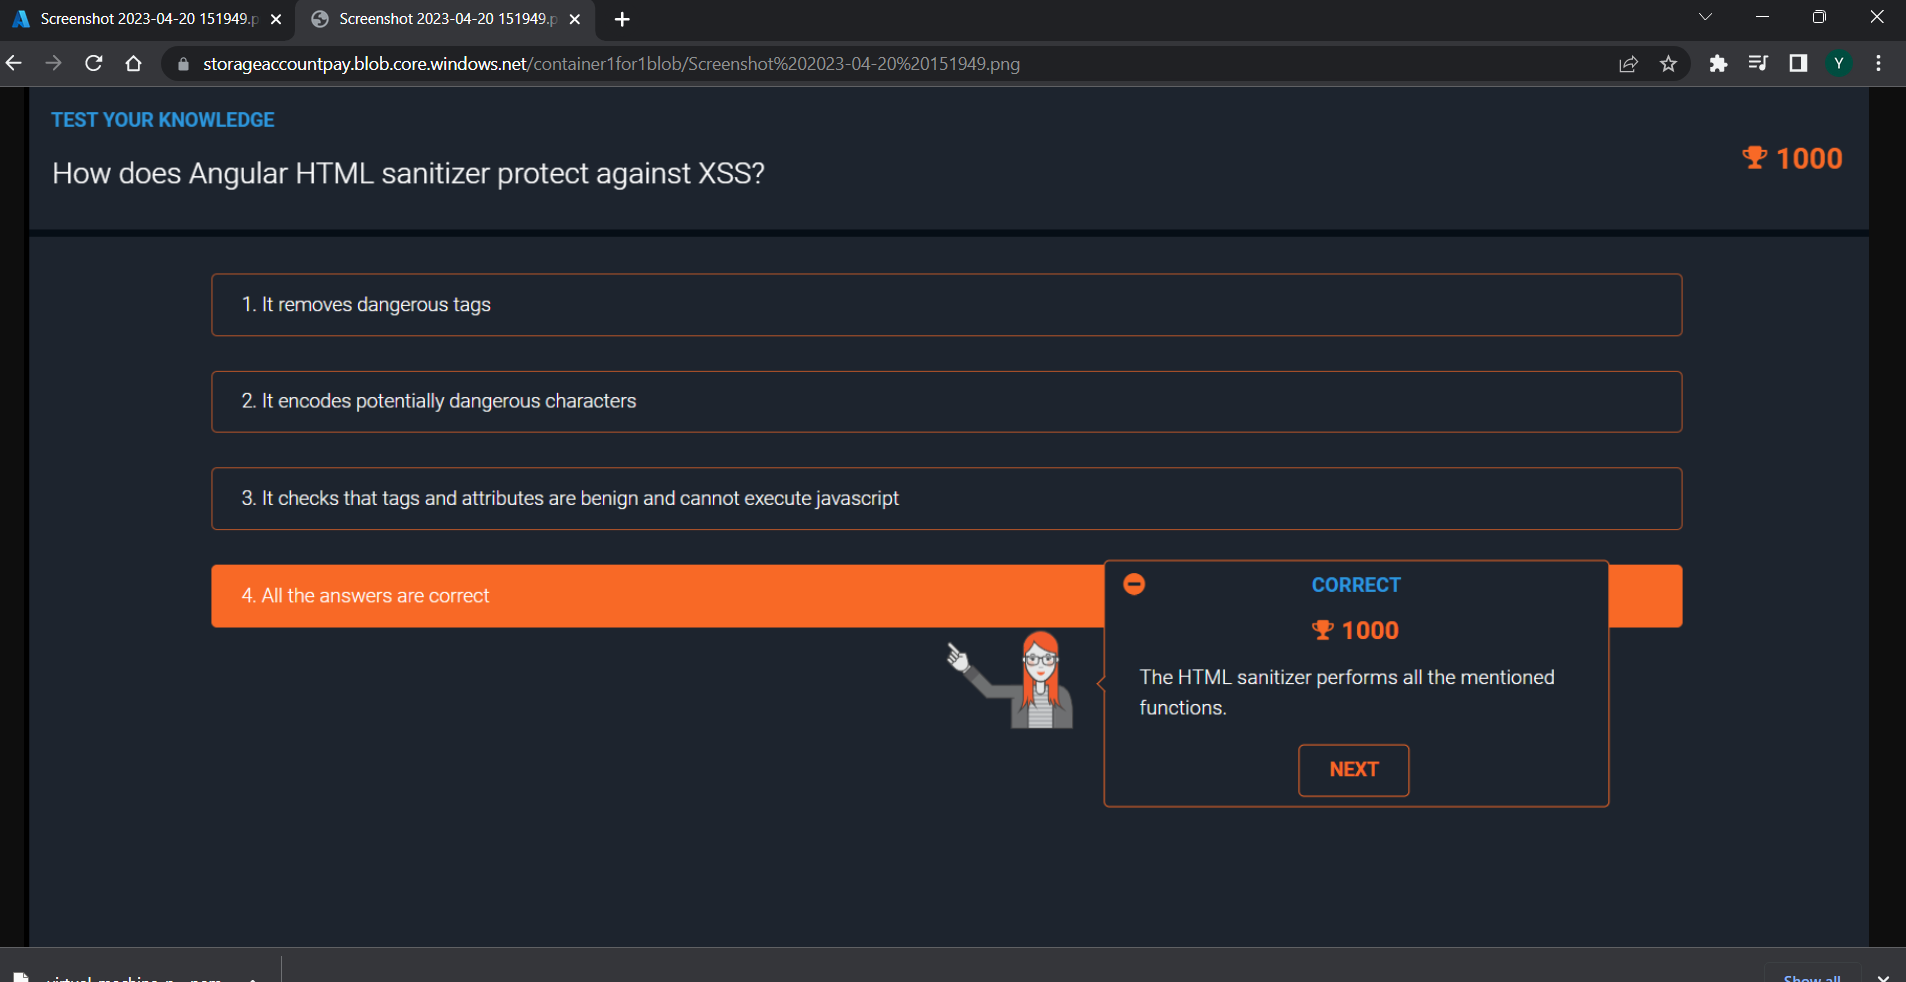 Screenshot 2023-04-20 151949.p
Screenshot 2023-04-20 151949.p
storageaccountpay.blob.core.windows.net/container1for1blob/Screenshot%202023-04-20%20151949.png
Y
TEST YOUR KNOWLEDGE
How does Angular HTML sanitizer protect against XSS?
1000
1. It removes dangerous tags
2. It encodes potentially dangerous characters
3. It checks that tags and attributes are benign and cannot execute javascript
4. All the answers are correct
CORRECT
1000
The HTML sanitizer performs all the mentioned
functions.
NEXT
Show all